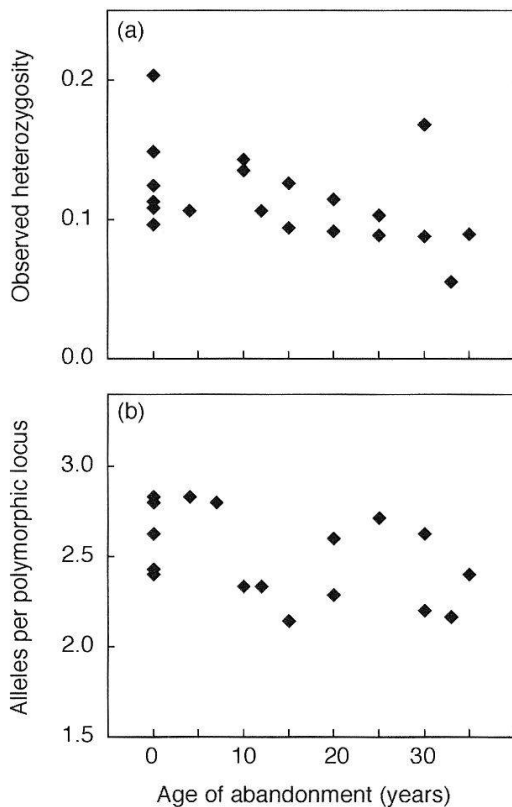 (a)
Observed heterozygosity
0.2
0.1
0.0
(b)
Alleles per polymorphic locus
3.0
2.5
2.0
1.5
0 10 20 30
Age of abandonment (years)